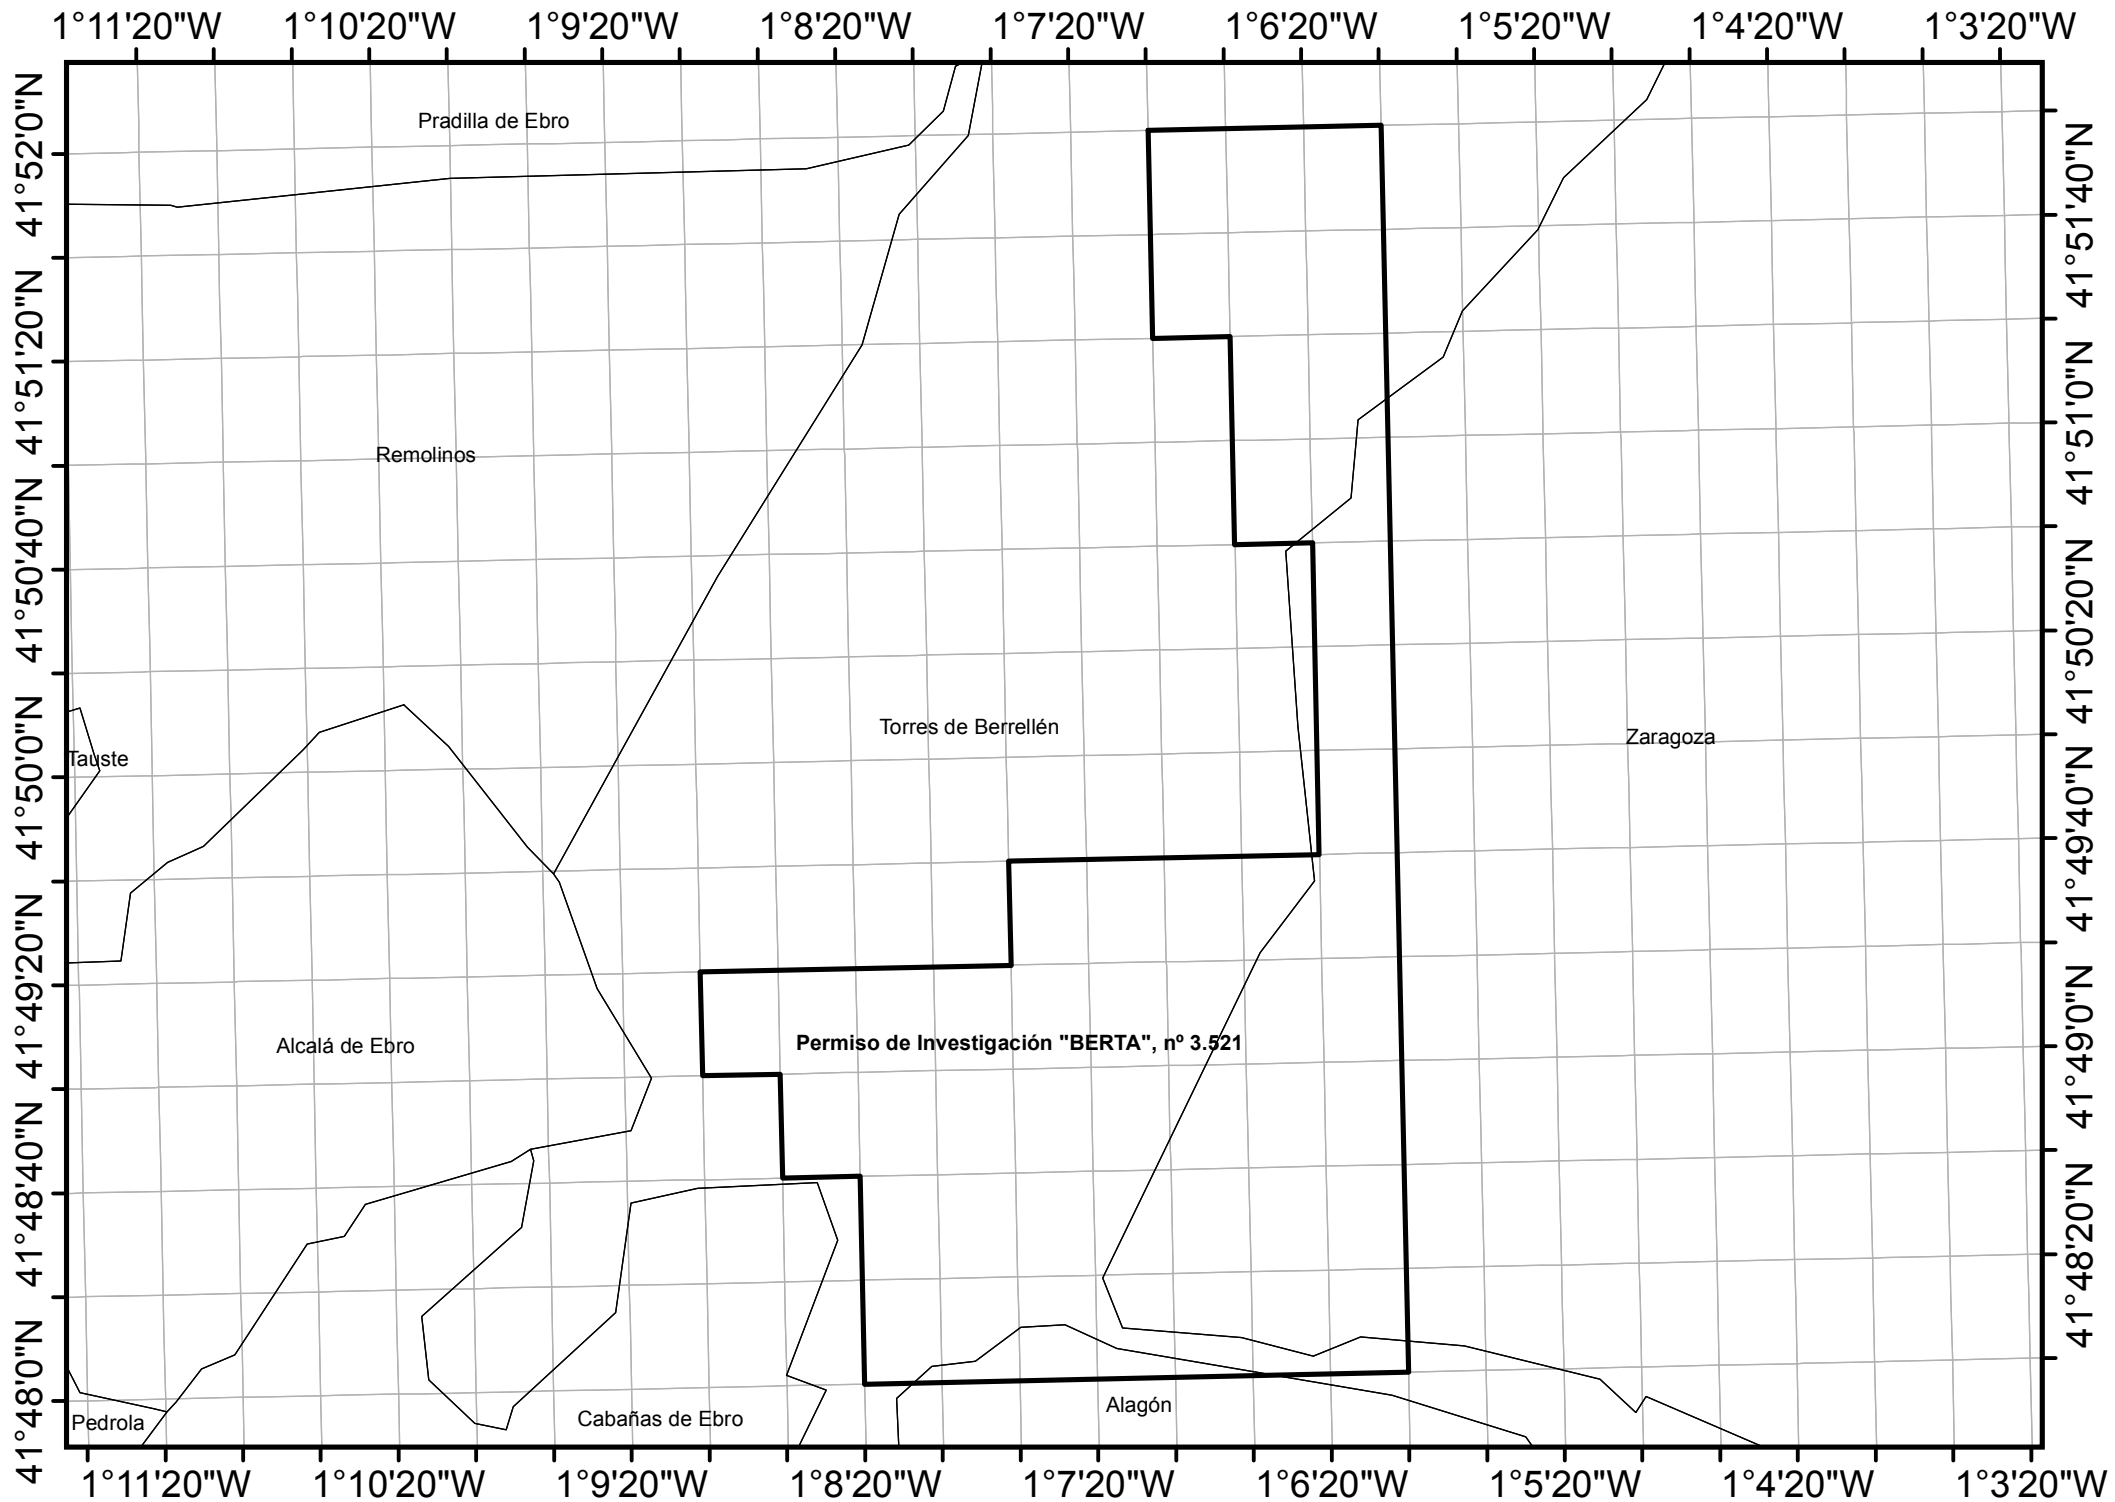 1°11'20"W 1°10'20"W 1°9'20"W 1°8'20"W 1°7'20"W 1°6'20"W 1°5'20"W 1°4'20"W 1°3'20"W
41°52'0"N
41°51'20"N
41°50'40"N
41°50'0"N
41°49'20"N
41°48'40"N
41°48'0"N
Pradilla de Ebro
Remolinos
Torres de Berrellén
Zaragoza
Tauste
Alcalá de Ebro
Permiso de Investigación "BERTA", nº 3.521
Alagón
Cabañas de Ebro
Pedrola
41°51'40"N
41°51'0"N
41°50'20"N
41°49'40"N
41°49'0"N
41°48'20"N
1°11'20"W 1°10'20"W 1°9'20"W 1°8'20"W 1°7'20"W 1°6'20"W 1°5'20"W 1°4'20"W 1°3'20"W